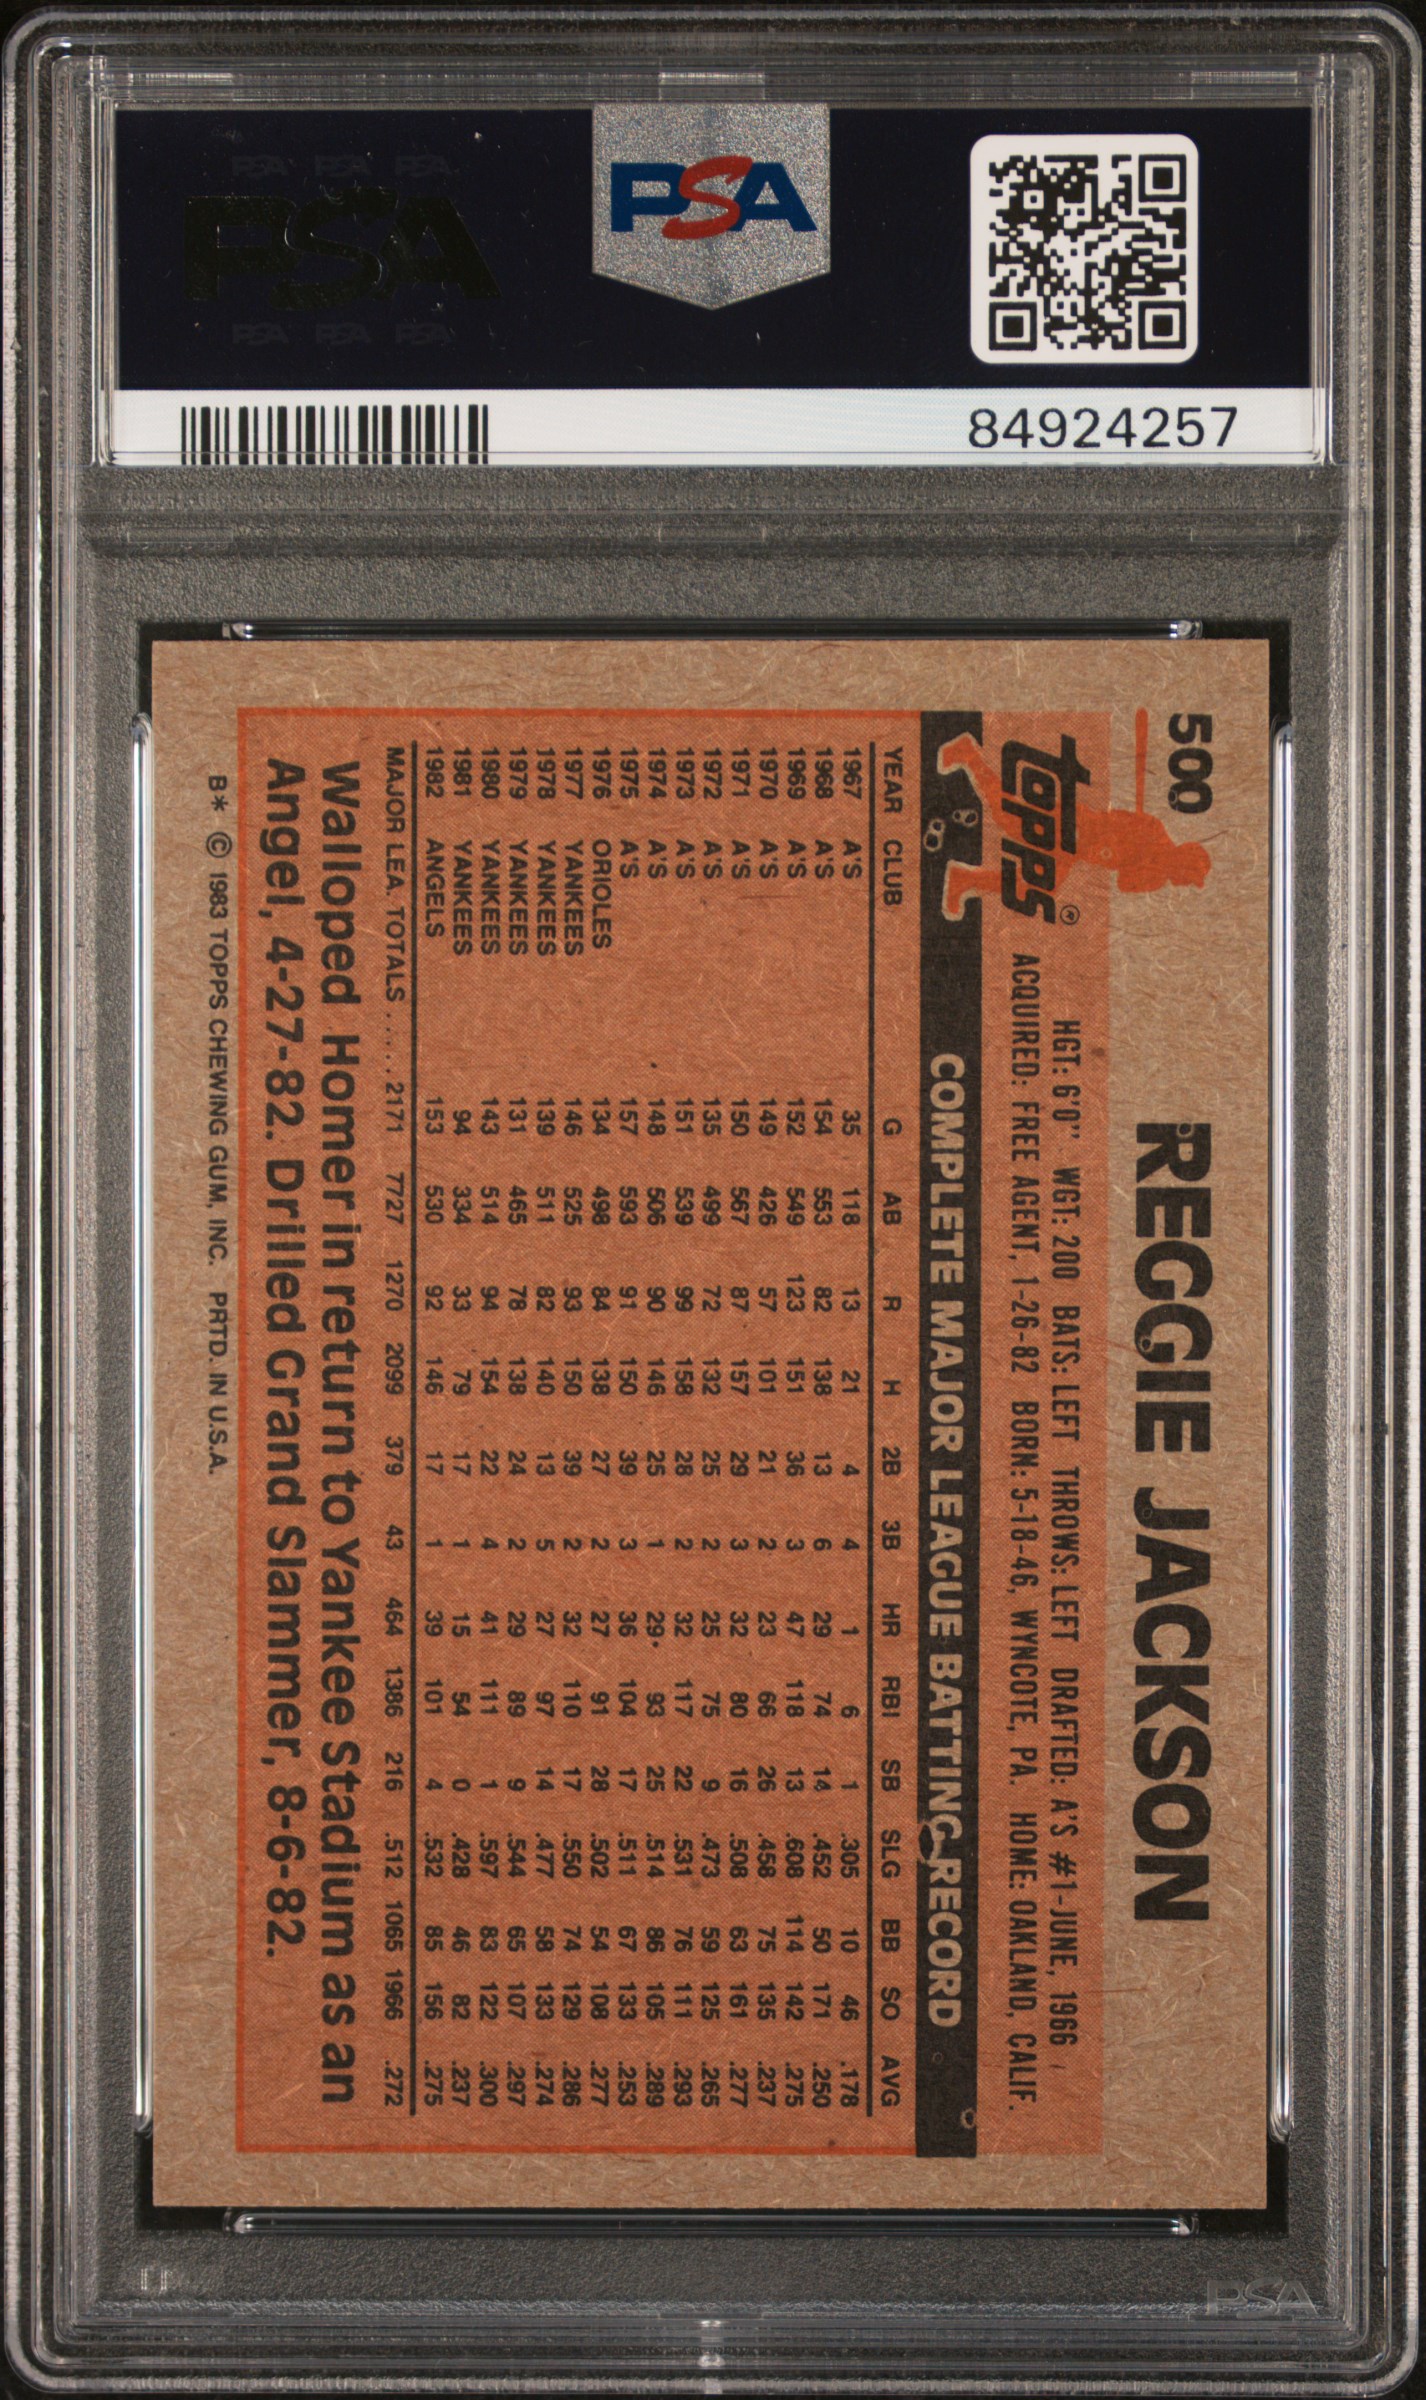 PSA PSA PSA
PSA
PSA PSA PSA
PSA
84924257
500
REGGIE JACKSON
Topps®
HGT: 6'0" WGT: 200 BATS: LEFT THROWS: LEFT DRAFTED: A'S #1-JUNE, 1966
ACQUIRED: FREE AGENT, 1-26-82 BORN: 5-18-46, WYNCOTE, PA. HOME: OAKLAND, CALIF.
COMPLETE MAJOR LEAGUE BATTING RECORD
YEAR CLUB G AB R H 2B 3B HR RBI SB SLG BB SO AVG
1967 A'S 35 118 13 21 4 4 1 6 1 .305 10 46 .178
1968 A'S 154 553 82 138 13 6 29 74 14 .452 50 171 .250
1969 A'S 152 549 123 151 36 3 47 118 13 .608 114 142 .275
1970 A'S 149 426 57 101 21 2 23 66 26 .458 75 135 .237
1971 A'S 150 567 87 157 29 3 32 80 16 .508 63 161 .277
1972 A'S 135 499 72 132 25 2 25 75 9 .473 59 125 .265
1973 A'S 151 539 99 158 28 2 32 117 22 .531 76 111 .293
1974 A'S 148 506 90 146 25 1 29 93 25 .514 86 105 .289
1975 A'S 157 593 91 150 39 3 36 104 17 .511 67 133 .253
1976 ORIOLES 134 498 84 138 27 2 27 91 28 .502 54 108 .277
1977 YANKEES 146 525 93 150 39 2 32 110 17 .550 74 129 .286
1978 YANKEES 139 511 82 140 13 5 27 97 14 .477 58 133 .274
1979 YANKEES 131 465 78 138 24 2 29 89 9 .544 65 107 .297
1980 YANKEES 143 514 94 154 22 4 41 111 1 .597 83 122 .300
1981 YANKEES 94 334 33 79 17 1 15 54 0 .428 46 82 .237
1982 ANGELS 153 530 92 146 17 1 39 101 4 .532 85 156 .275
MAJOR LEA. TOTALS ..... 2171 7727 1270 2099 379 43 464 1386 216 .512 1065 1966 .272
Walloped Homer in return to Yankee Stadium as an
Angel, 4-27-82. Drilled Grand Slammer, 8-6-82.
B* © 1983 TOPPS CHEWING GUM, INC. PRTD. IN U.S.A.
PSA